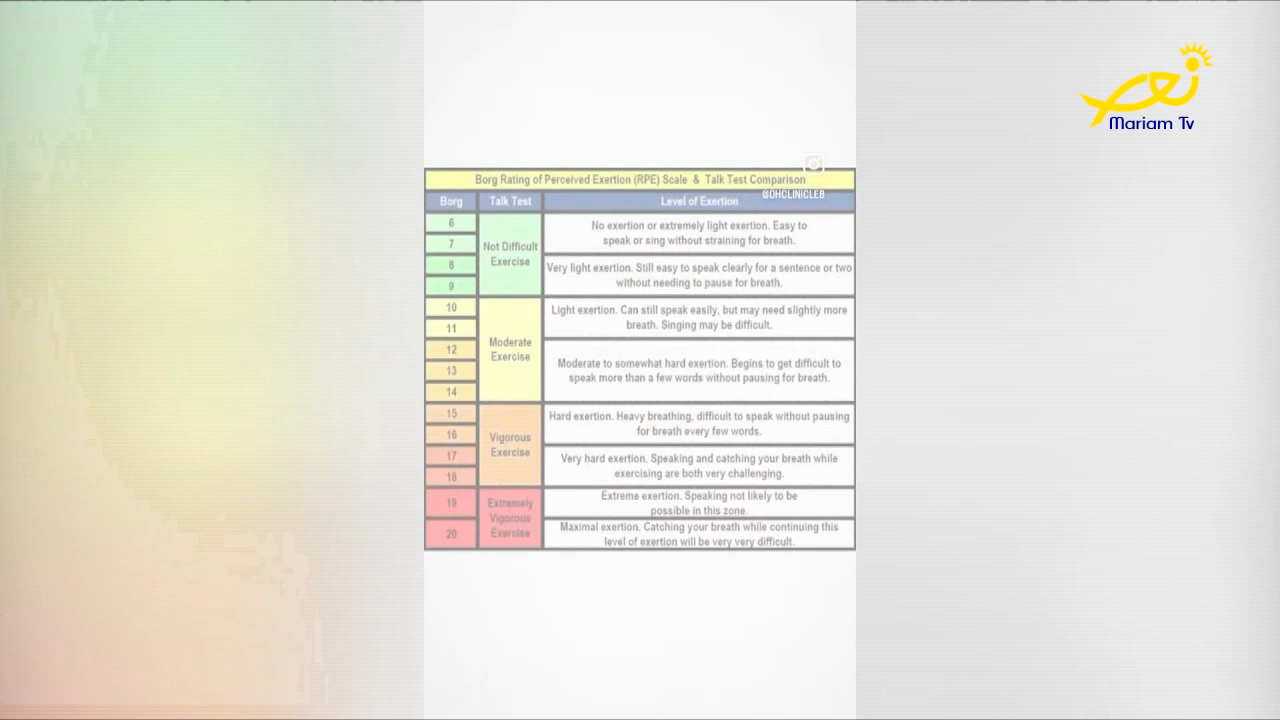 Mariam Tv
Borg Rating of Perceived Exertion (RPE) Scale & Talk Test Comparison
@DHCLINICLEB
Borg
Talk Test
Level of Exertion
6
7
8
9
Not Difficult
Exercise
No exertion or extremely light exertion. Easy to
speak or sing without straining for breath.
Very light exertion. Still easy to speak clearly for a sentence or two
without needing to pause for breath.
10
11
12
13
14
Moderate
Exercise
Light exertion. Can still speak easily, but may need slightly more
breath. Singing may be difficult.
Moderate to somewhat hard exertion. Begins to get difficult to
speak more than a few words without pausing for breath.
15
16
17
18
Vigorous
Exercise
Hard exertion. Heavy breathing, difficult to speak without pausing
for breath every few words.
Very hard exertion. Speaking and catching your breath while
exercising are both very challenging.
19
20
Extremely
Vigorous
Exercise
Extreme exertion. Speaking not likely to be
possible in this zone.
Maximal exertion. Catching your breath while continuing this
level of exertion will be very very difficult.